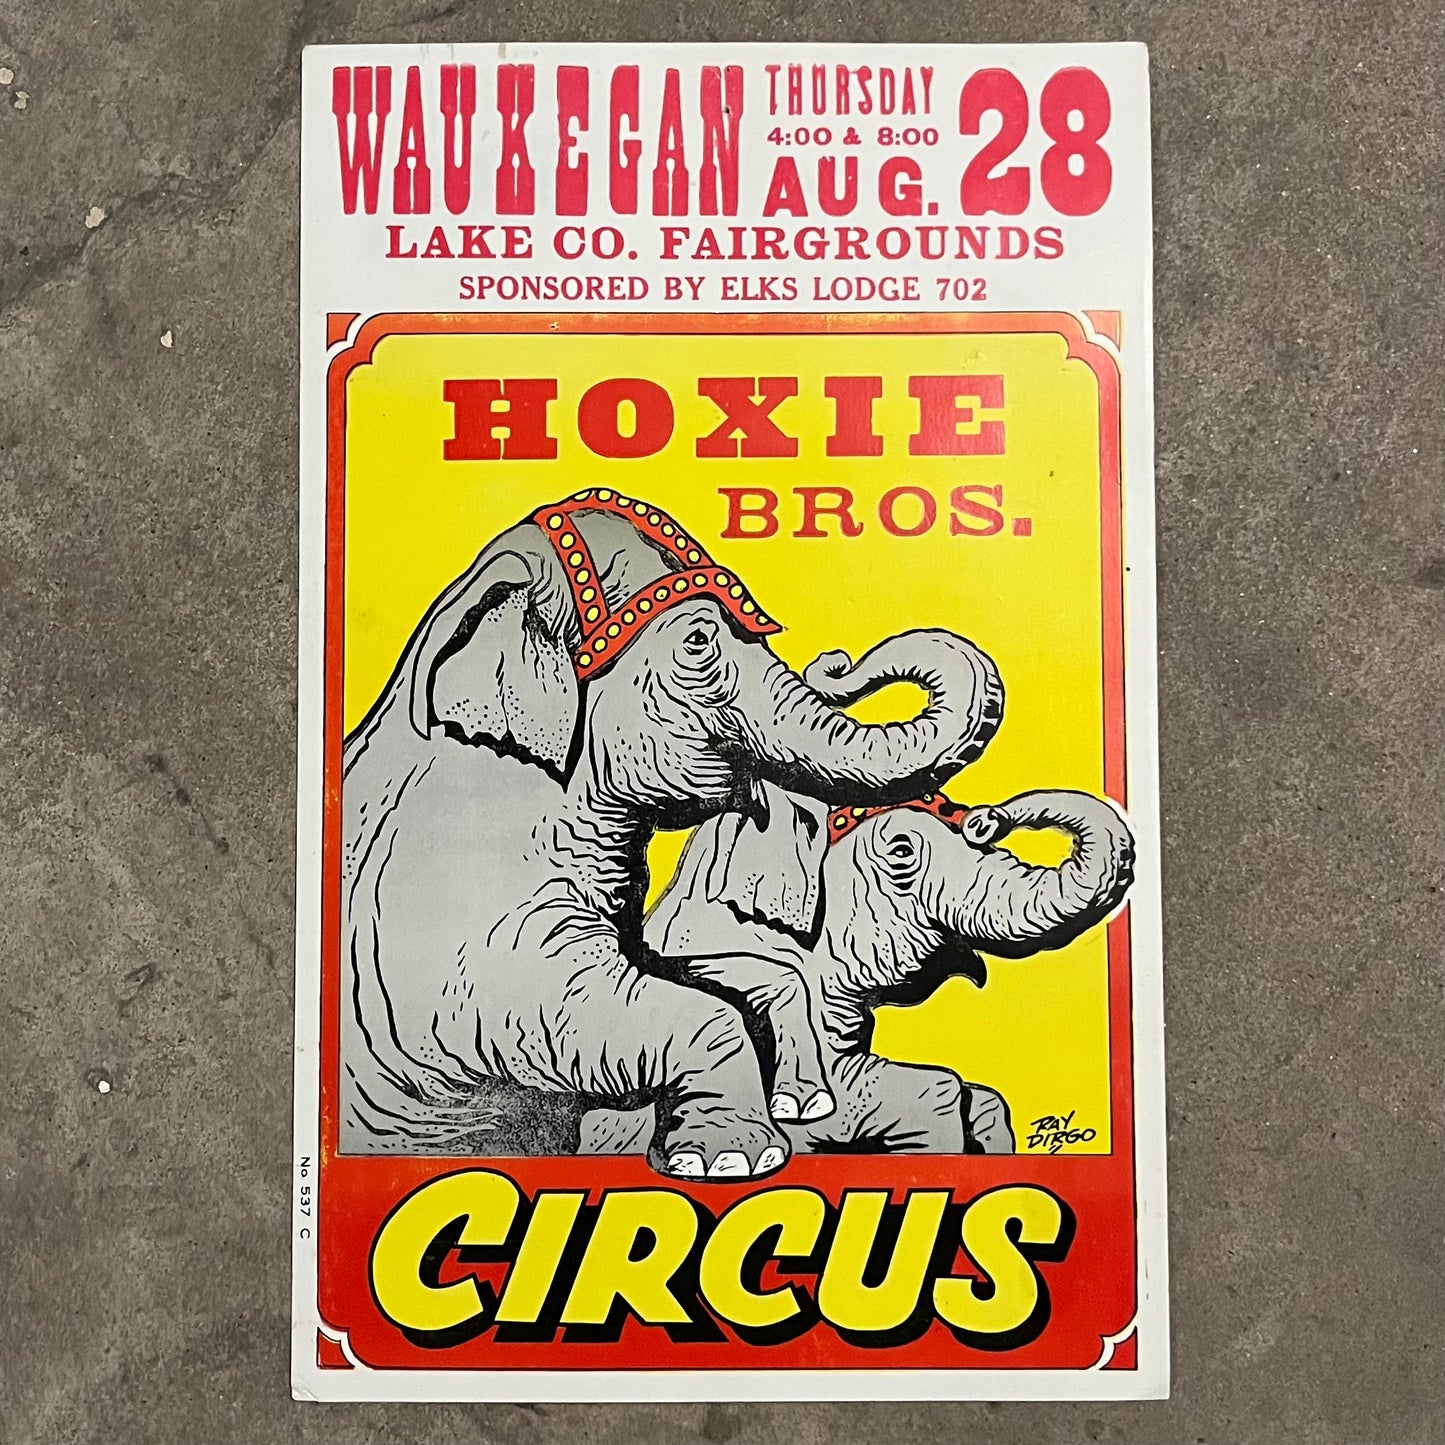 WAUKEGAN THURSDAY
4:00 & 8:00
AUG. 28
LAKE CO. FAIRGROUNDS
SPONSORED BY ELKS LODGE 702
HOXIE
BROS.
RAY
DIRGO
CIRCUS
No 537 C